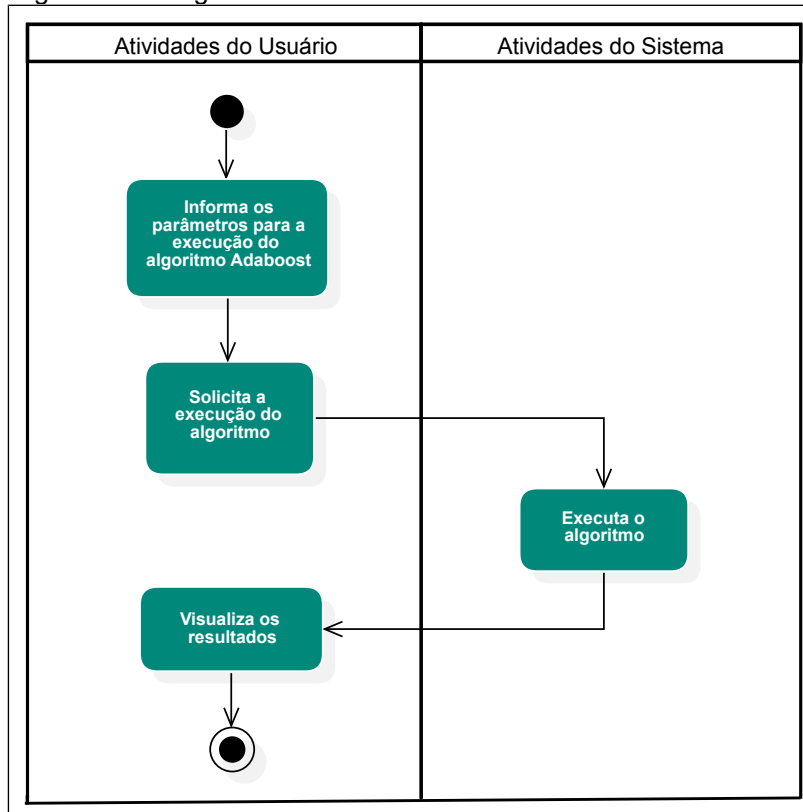 Atividades do Usuário
Atividades do Sistema
Informa os
parâmetros para a
execução do
algoritmo Adaboost
Solicita a
execução do
algoritmo
Executa o
algoritmo
Visualiza os
resultados